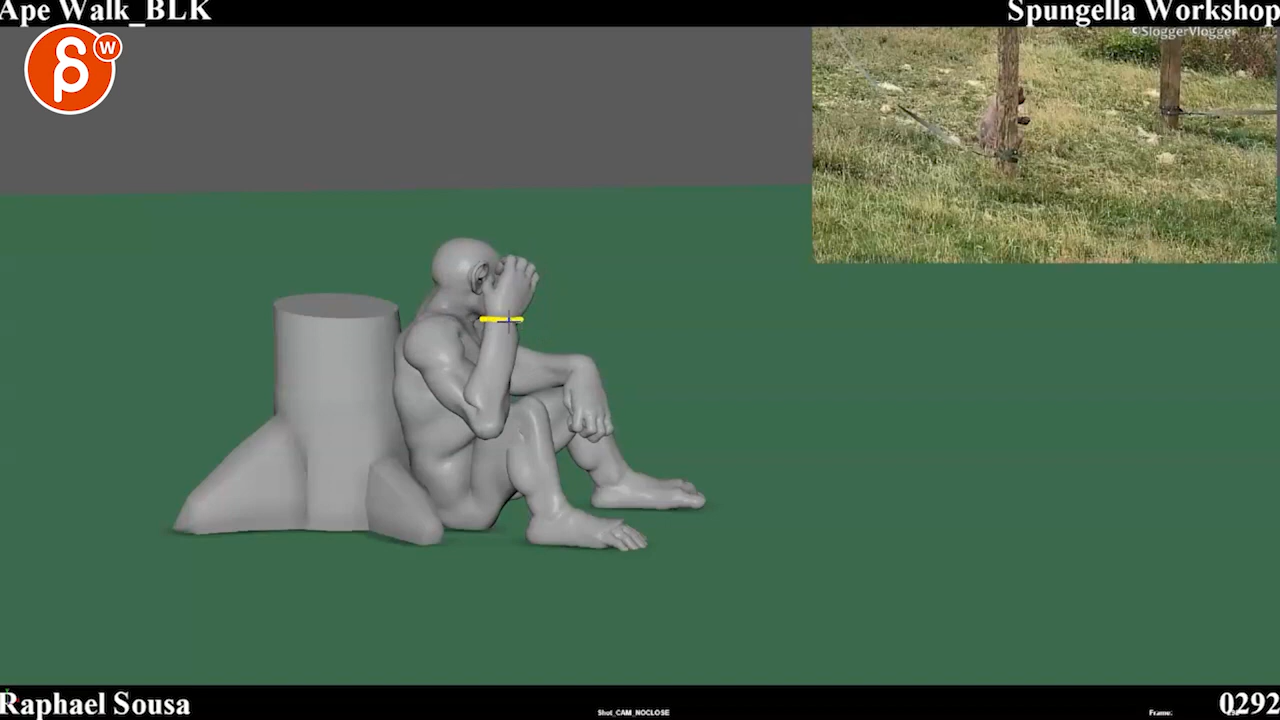 Ape Walk_BLK
Spungella Workshop
W
©SloggerVlogger
Raphael Sousa
Shot_CAM_NOCLOSE
Frame:
0292